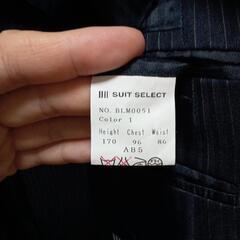 SUIT SELECT
NO. BLM0051
Color 1
Height Chest Waist
170 96 86
AB5